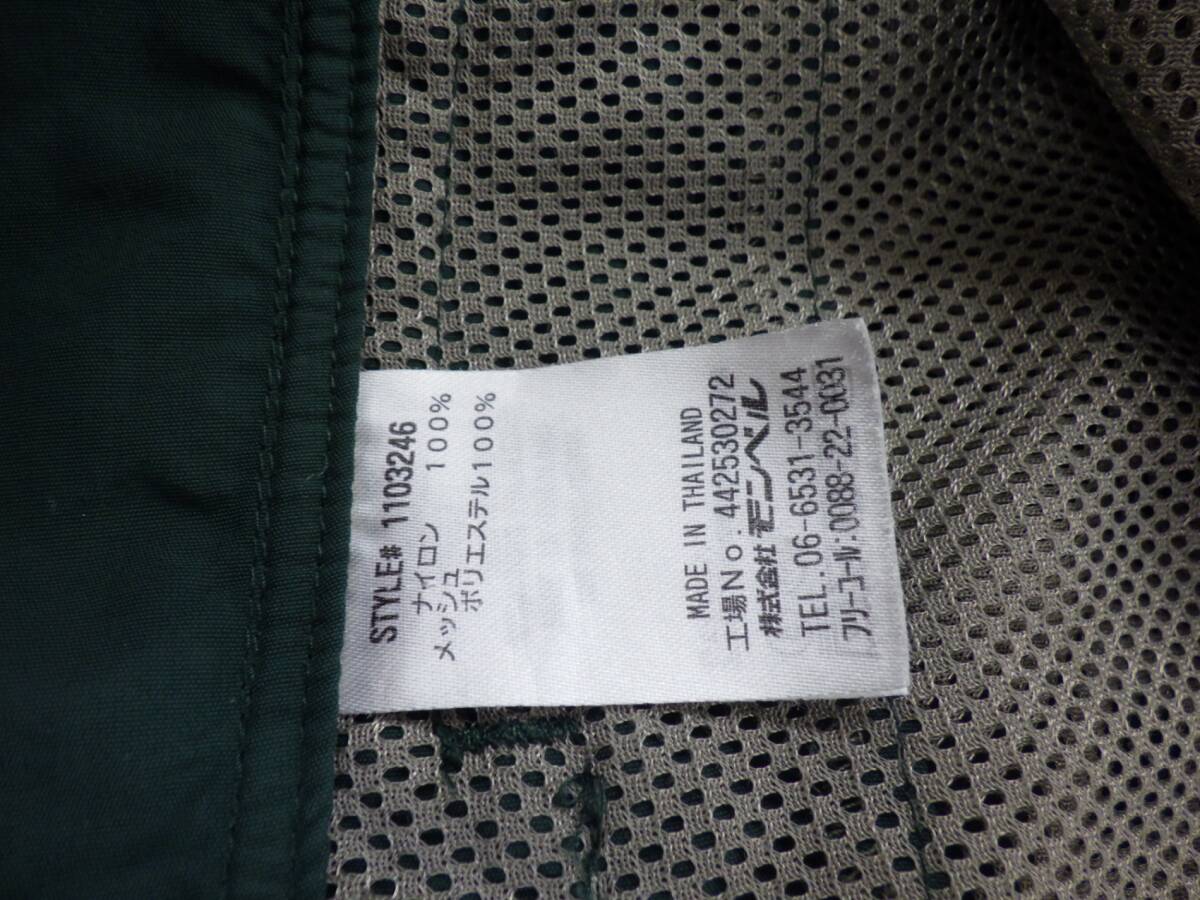 STYLE# 1103246
ナイロン 100%
メッシュ
ポリエステル100%
MADE IN THAILAND
工場No. 442530272
株式会社 モンベル
TEL.06-6531-3544
フリーコール:0088-22-0031